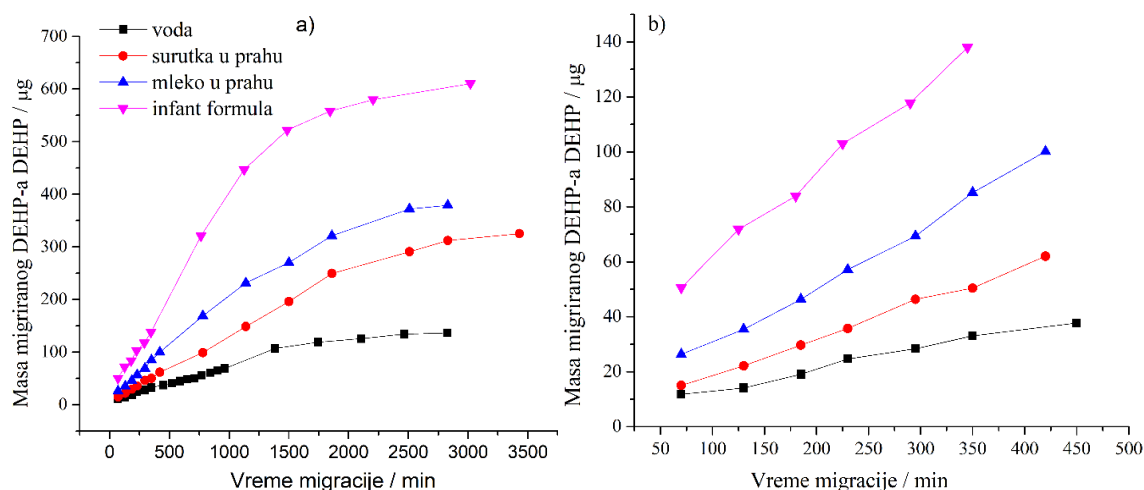 a)
voda
surutka u prahu
mleko u prahu
infant formula
Masa migriranog DEHP-a DEHP / μg
700
600
500
400
300
200
100
0
0 500 1000 1500 2000 2500 3000 3500
Vreme migracije / min
b)
Masa migriranog DEHP-a DEHP / μg
140
120
100
80
60
40
20
0
50 100 150 200 250 300 350 400 450 500
Vreme migracije / min